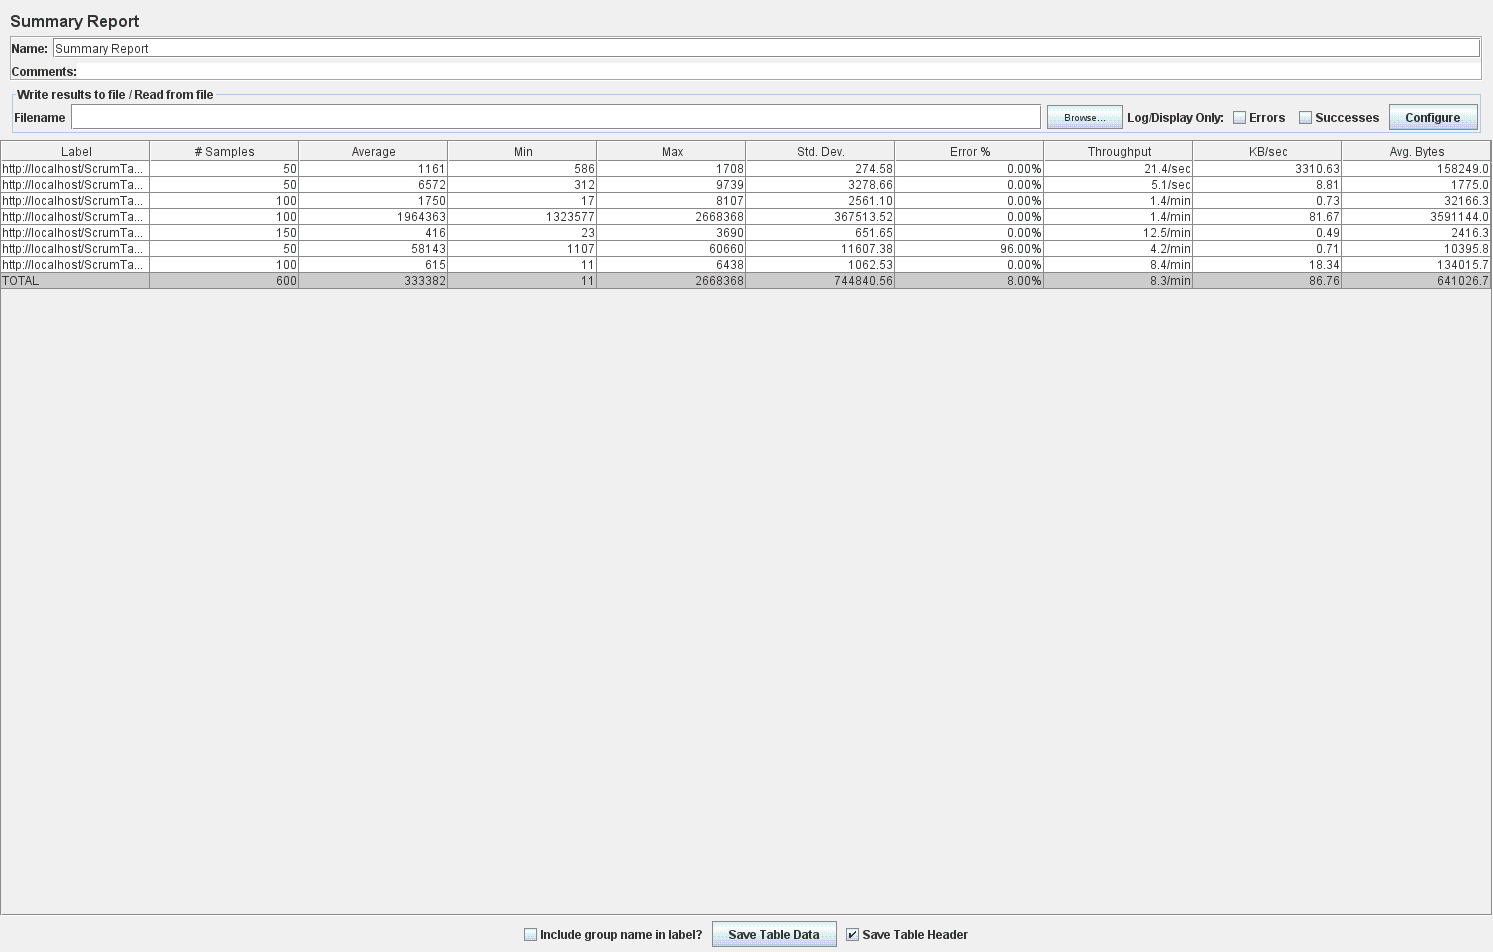 Summary Report
Name: Summary Report
Comments:
Write results to file / Read from file
Filename Browse... Log/Display Only: Errors Successes Configure
Label # Samples Average Min Max Std. Dev. Error % Throughput KB/sec Avg. Bytes
http://localhost/ScrumTa... 50 1161 586 1708 274.58 0.00% 21.4/sec 3310.63 158249.0
http://localhost/ScrumTa... 50 6572 312 9739 3278.66 0.00% 5.1/sec 8.81 1775.0
http://localhost/ScrumTa... 100 1750 17 8107 2561.10 0.00% 1.4/min 0.73 32166.3
http://localhost/ScrumTa... 100 1964363 1323577 2668368 367513.52 0.00% 1.4/min 81.67 3591144.0
http://localhost/ScrumTa... 150 416 23 3690 651.65 0.00% 12.5/min 0.49 2416.3
http://localhost/ScrumTa... 50 58143 1107 60660 11607.38 96.00% 4.2/min 0.71 10395.8
http://localhost/ScrumTa... 100 615 11 6438 1062.53 0.00% 8.4/min 18.34 134015.7
TOTAL 600 333382 11 2668368 744840.56 8.00% 8.3/min 86.76 641026.7
Include group name in label? Save Table Data Save Table Header